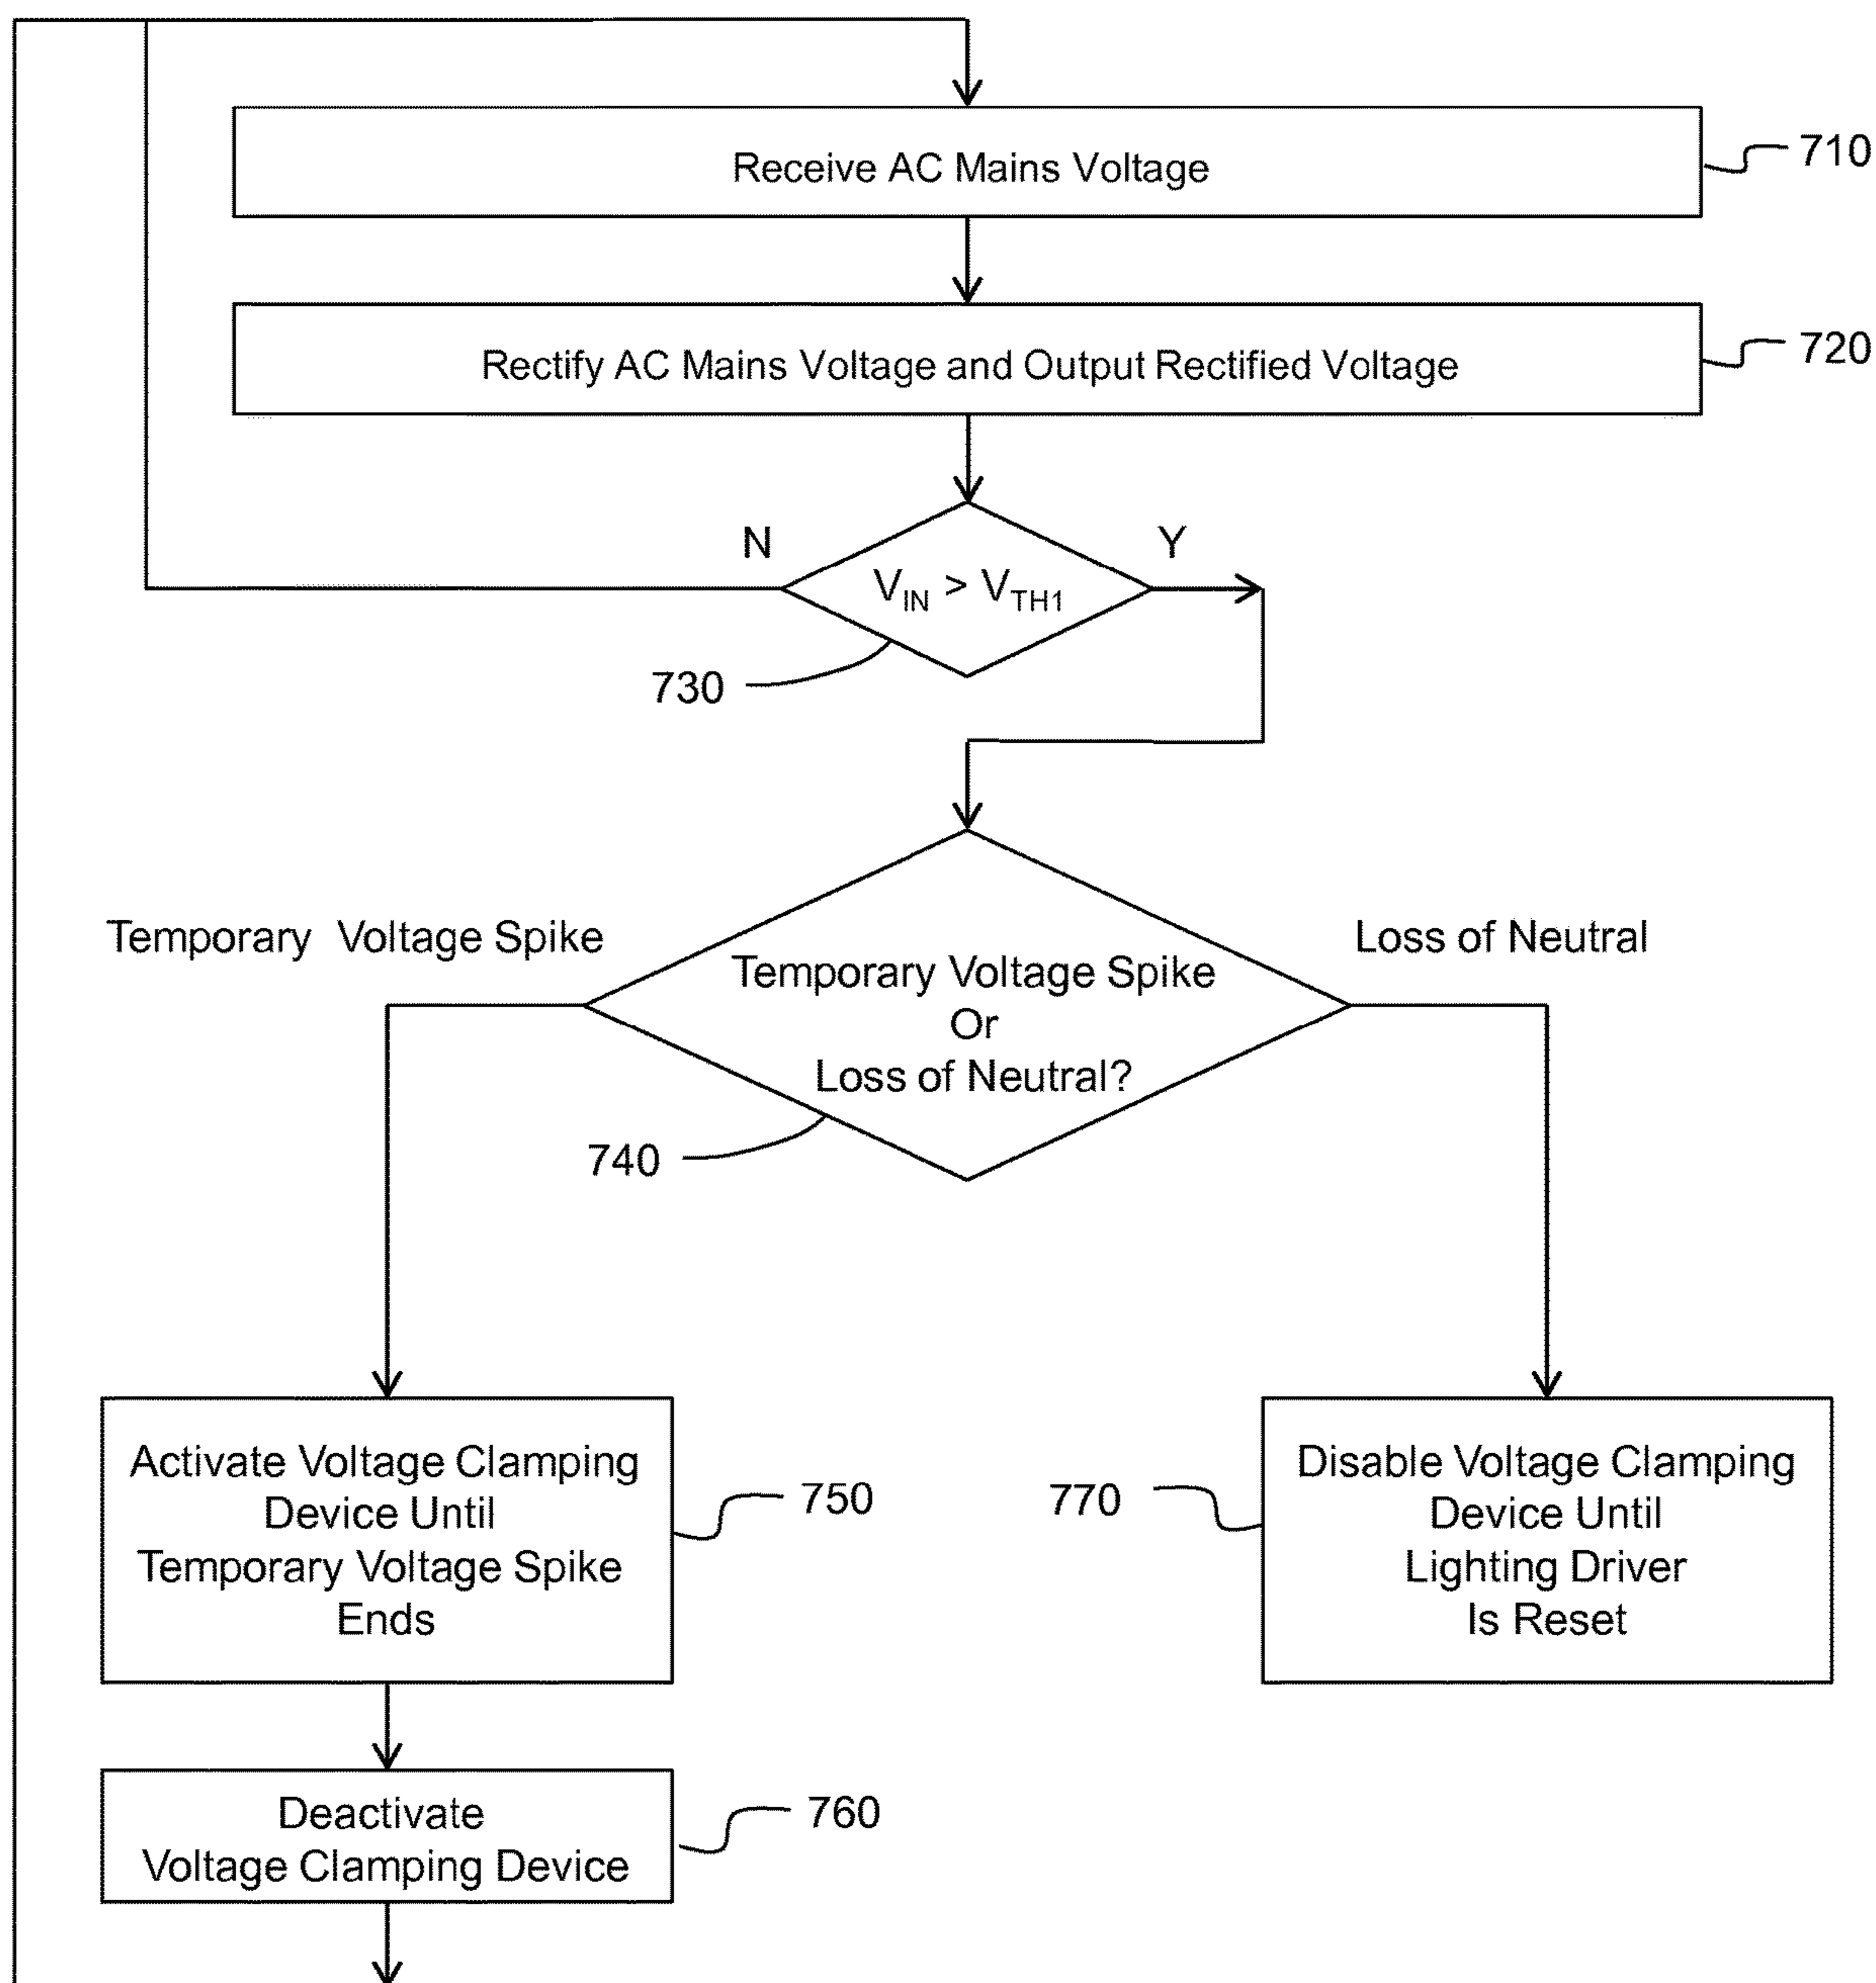 Receive AC Mains Voltage
710
Rectify AC Mains Voltage and Output Rectified Voltage
720
N
Y
V_IN > V_TH1
730
Temporary Voltage Spike
Loss of Neutral
Temporary Voltage Spike
Or
Loss of Neutral?
740
Activate Voltage Clamping
Device Until
Temporary Voltage Spike
Ends
750
770
Disable Voltage Clamping
Device Until
Lighting Driver
Is Reset
Deactivate
Voltage Clamping Device
760